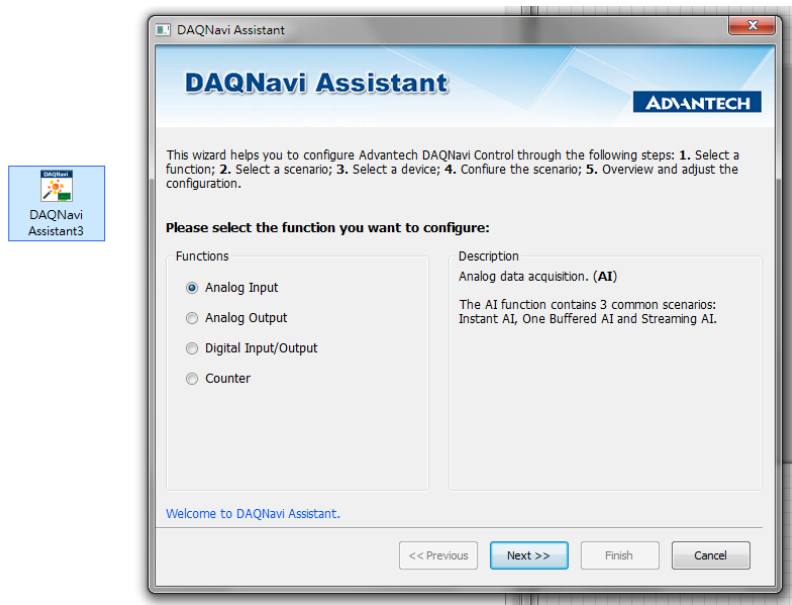 DAQNavi Assistant
DAQNavi Assistant
ADVANTECH
This wizard helps you to configure Advantech DAQNavi Control through the following steps: 1. Select a
function; 2. Select a scenario; 3. Select a device; 4. Confiure the scenario; 5. Overview and adjust the
configuration.
DAQNavi
DAQNavi
Assistant3
Please select the function you want to configure:
Functions
Analog Input
Analog Output
Digital Input/Output
Counter
Description
Analog data acquisition. (AI)
The AI function contains 3 common scenarios:
Instant AI, One Buffered AI and Streaming AI.
Welcome to DAQNavi Assistant.
<< Previous
Next >>
Finish
Cancel